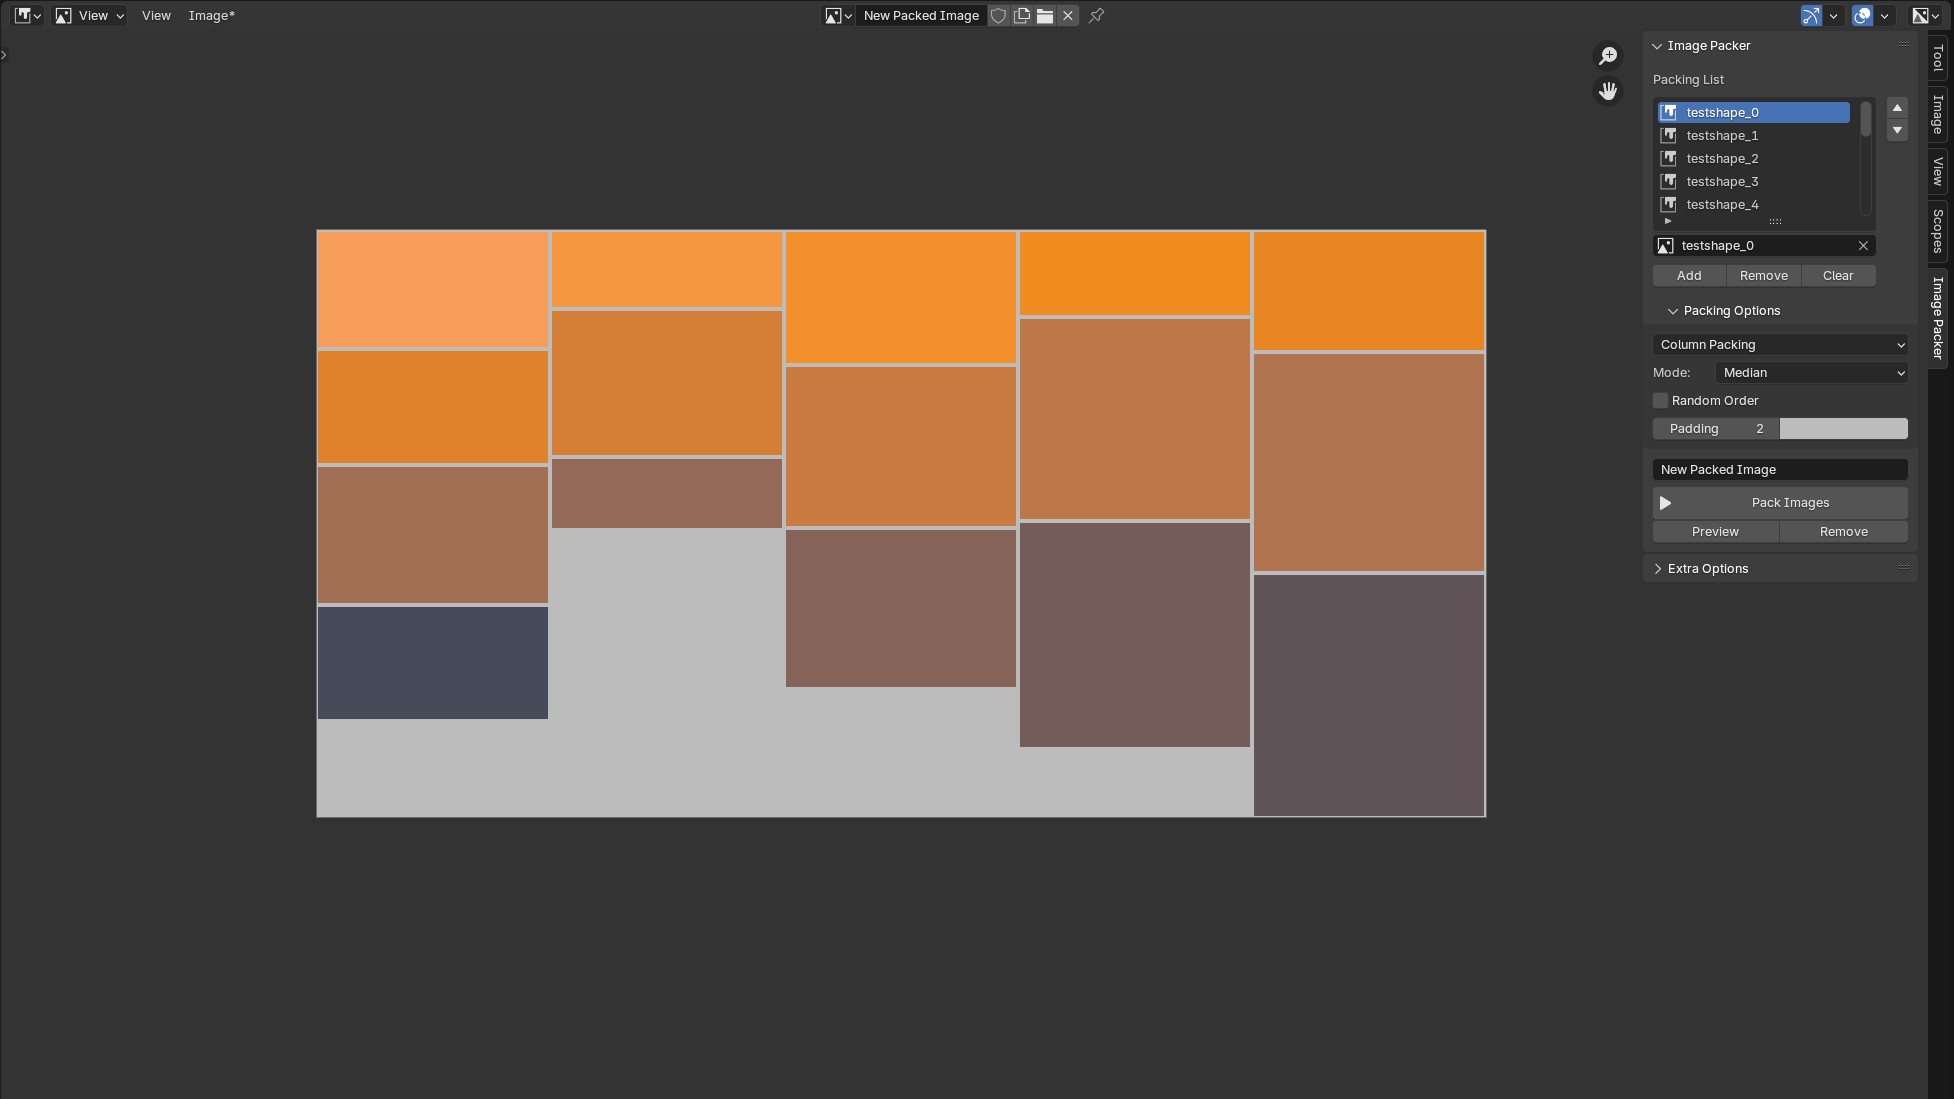 View View Image* New Packed Image
Image Packer
Packing List
testshape_0
testshape_1
testshape_2
testshape_3
testshape_4
testshape_0
Add Remove Clear
Packing Options
Column Packing
Mode: Median
Random Order
Padding 2
New Packed Image
Pack Images
Preview Remove
Extra Options
Tool
Image
View
Scopes
Image Packer